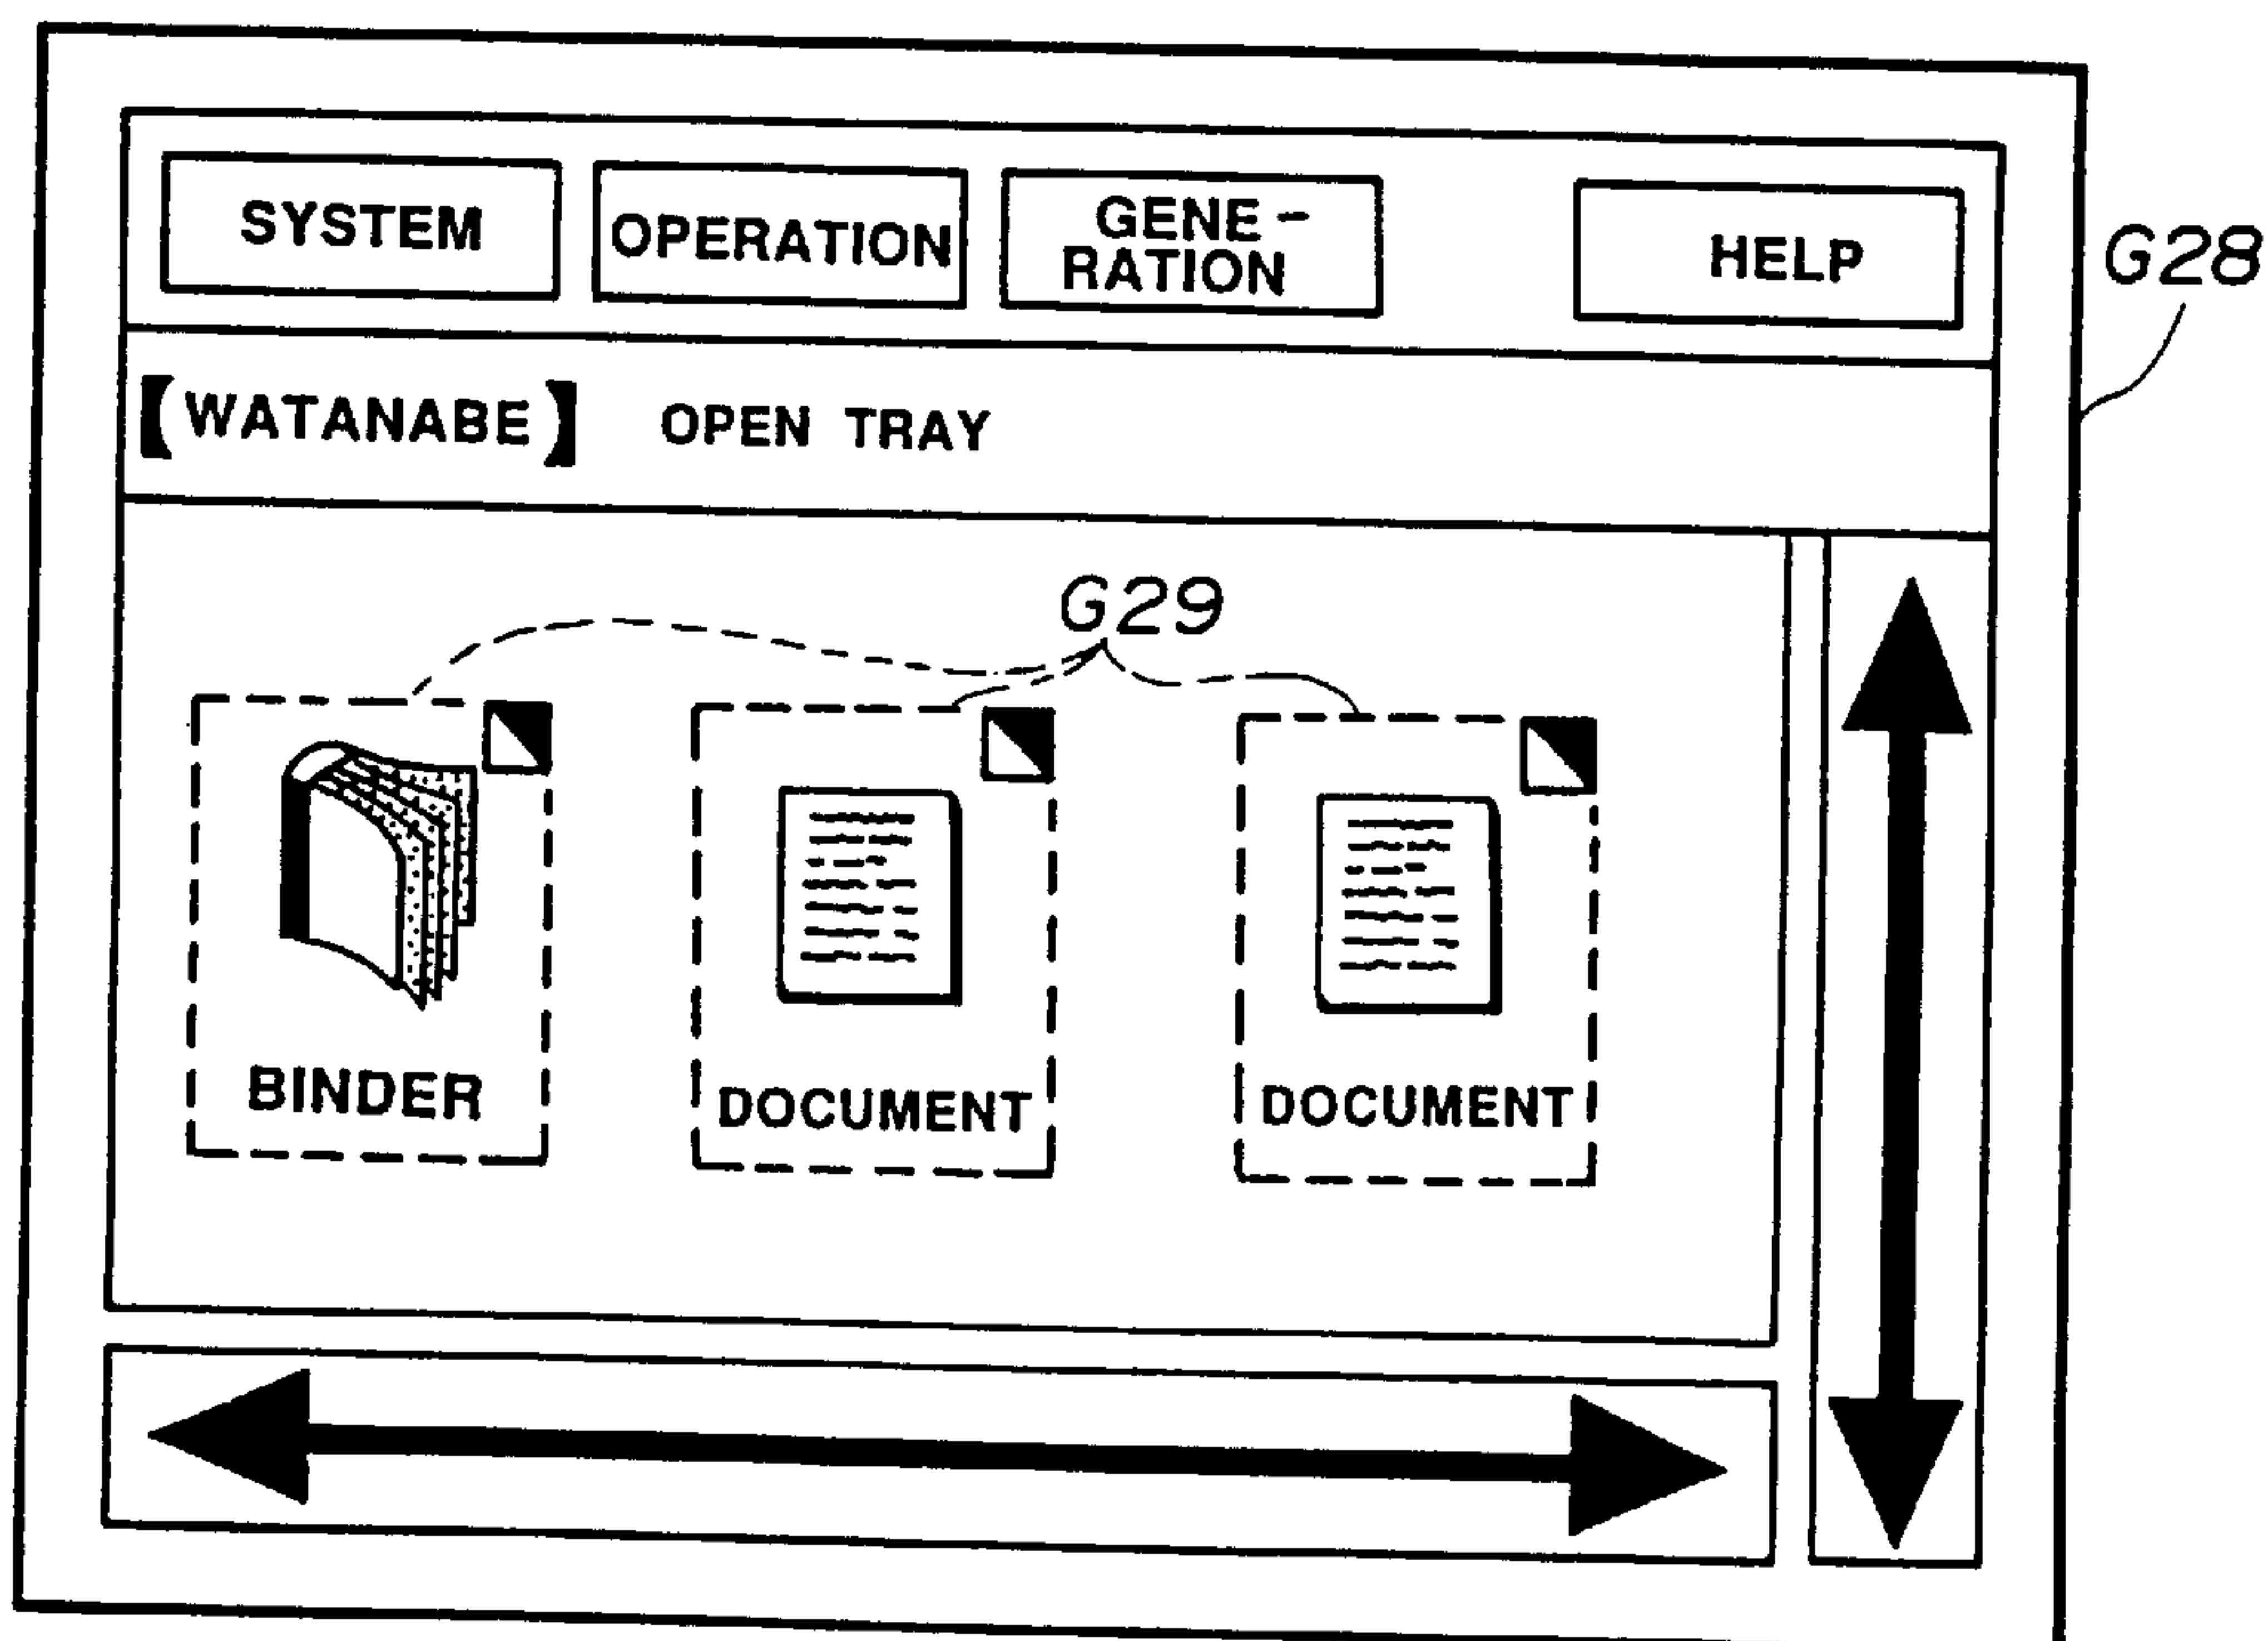 SYSTEM
OPERATION
GENE-
RATION
HELP
G28
【WATANABE】 OPEN TRAY
G29
BINDER
DOCUMENT
DOCUMENT